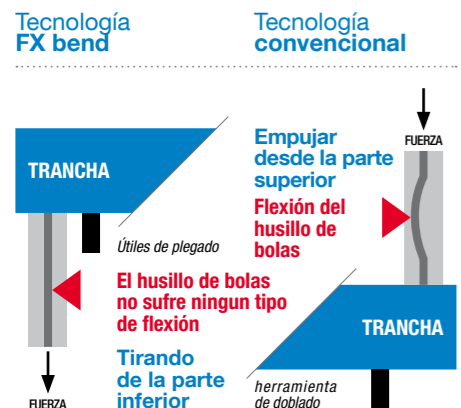 Tecnología
FX bend
Tecnología
convencional
TRANCHA
Útiles de plegado
El husillo de bolas
no sufre ningun tipo
de flexión
Tirando
de la parte
inferior
FUERZA
FUERZA
Empujar
desde la parte
superior
Flexión del
husillo de
bolas
TRANCHA
herramienta
de doblado